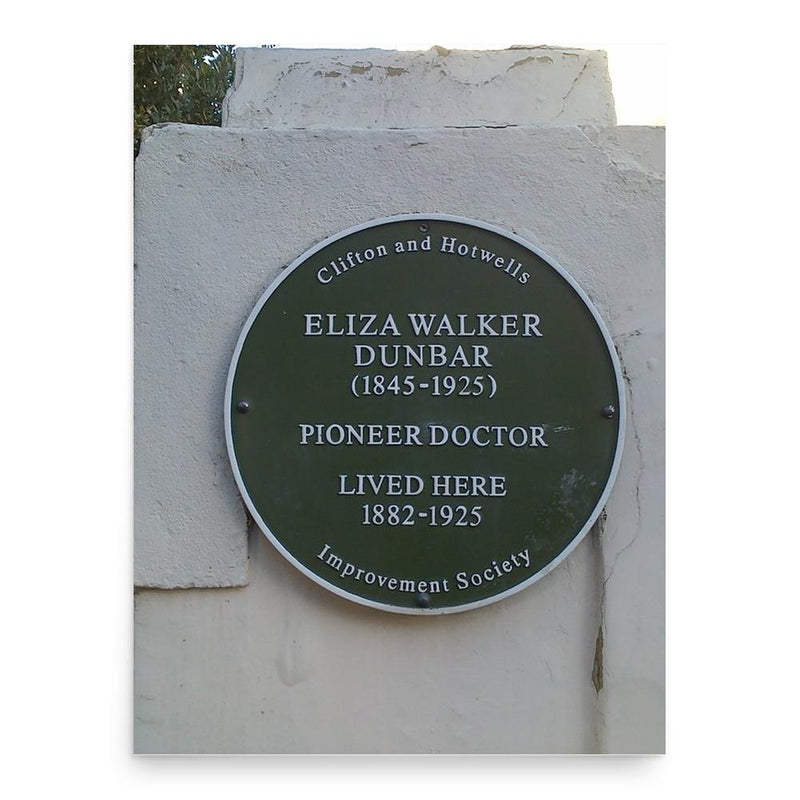 Clifton and Hotwells
ELIZA WALKER
DUNBAR
(1845-1925)
PIONEER DOCTOR
LIVED HERE
1882-1925
Improvement Society